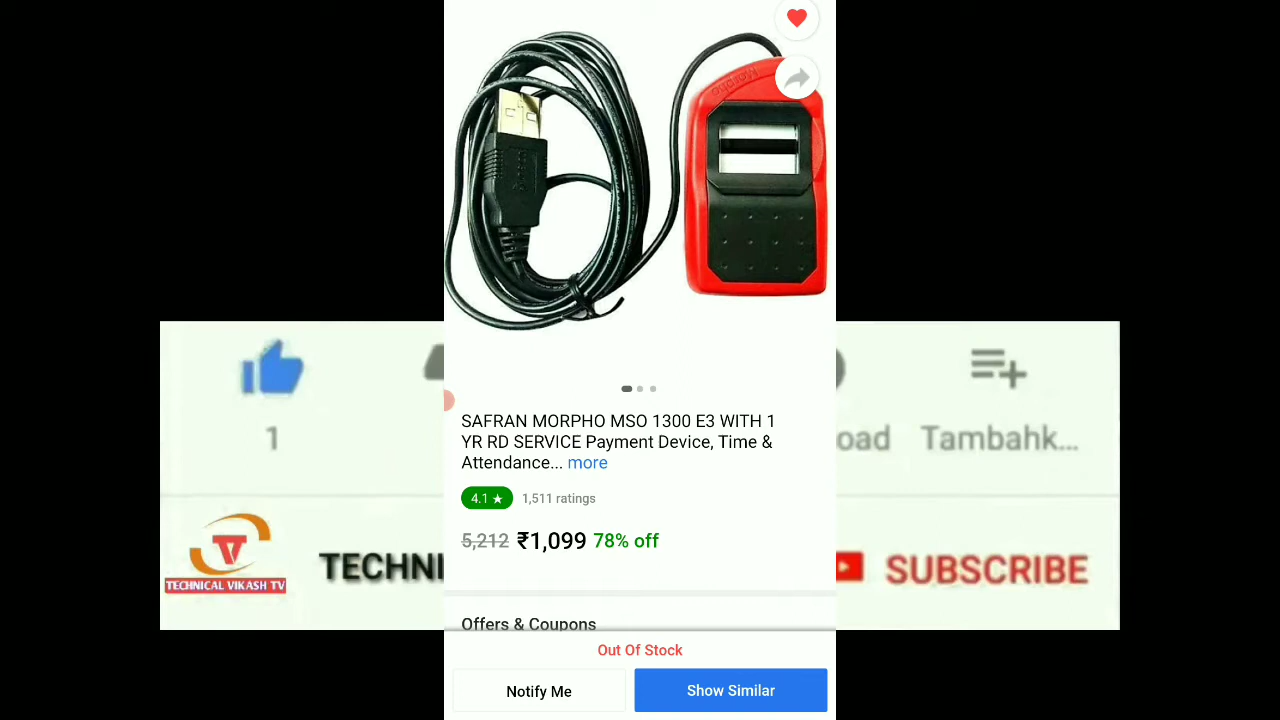 SAFRAN MORPHO MSO 1300 E3 WITH 1
YR RD SERVICE Payment Device, Time &
Attendance... more
4.1 ★ 1,511 ratings
5,212 ₹1,099 78% off
Offers & Coupons
Out Of Stock
Notify Me
Show Similar
1
oad
Tambahk...
TECHNICAL VIKASH TV
TECHNI
SUBSCRIBE